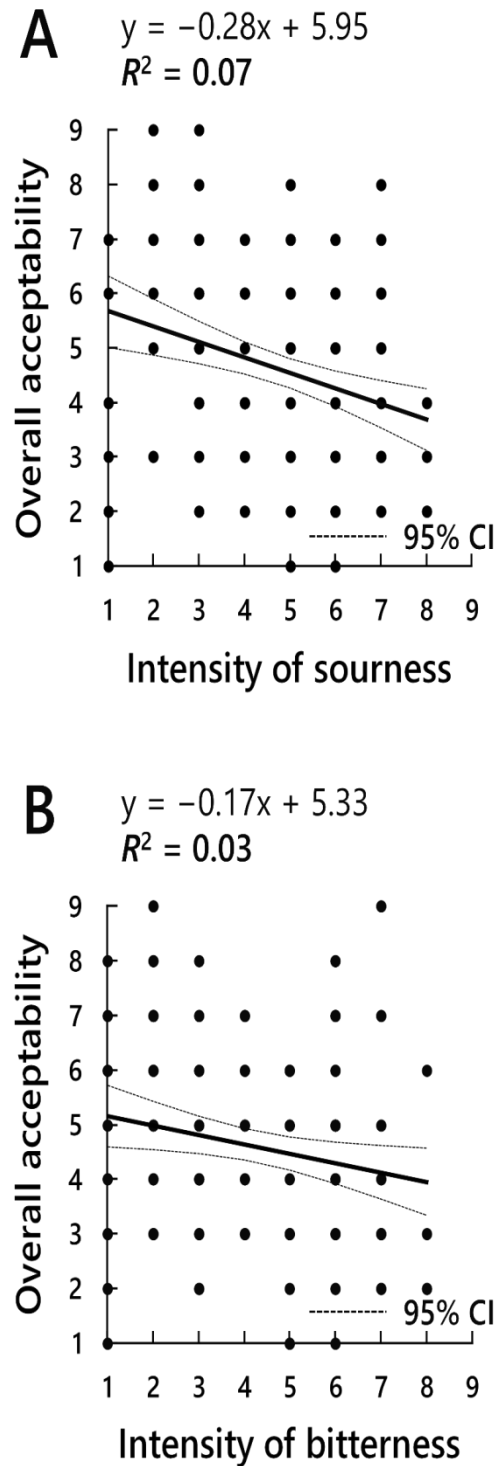 A
y = −0.28x + 5.95
R² = 0.07
9
8
7
6
5
4
3
2
1
Overall acceptability
95% CI
1 2 3 4 5 6 7 8 9
Intensity of sourness
B
y = −0.17x + 5.33
R² = 0.03
9
8
7
6
5
4
3
2
1
Overall acceptability
95% CI
1 2 3 4 5 6 7 8 9
Intensity of bitterness